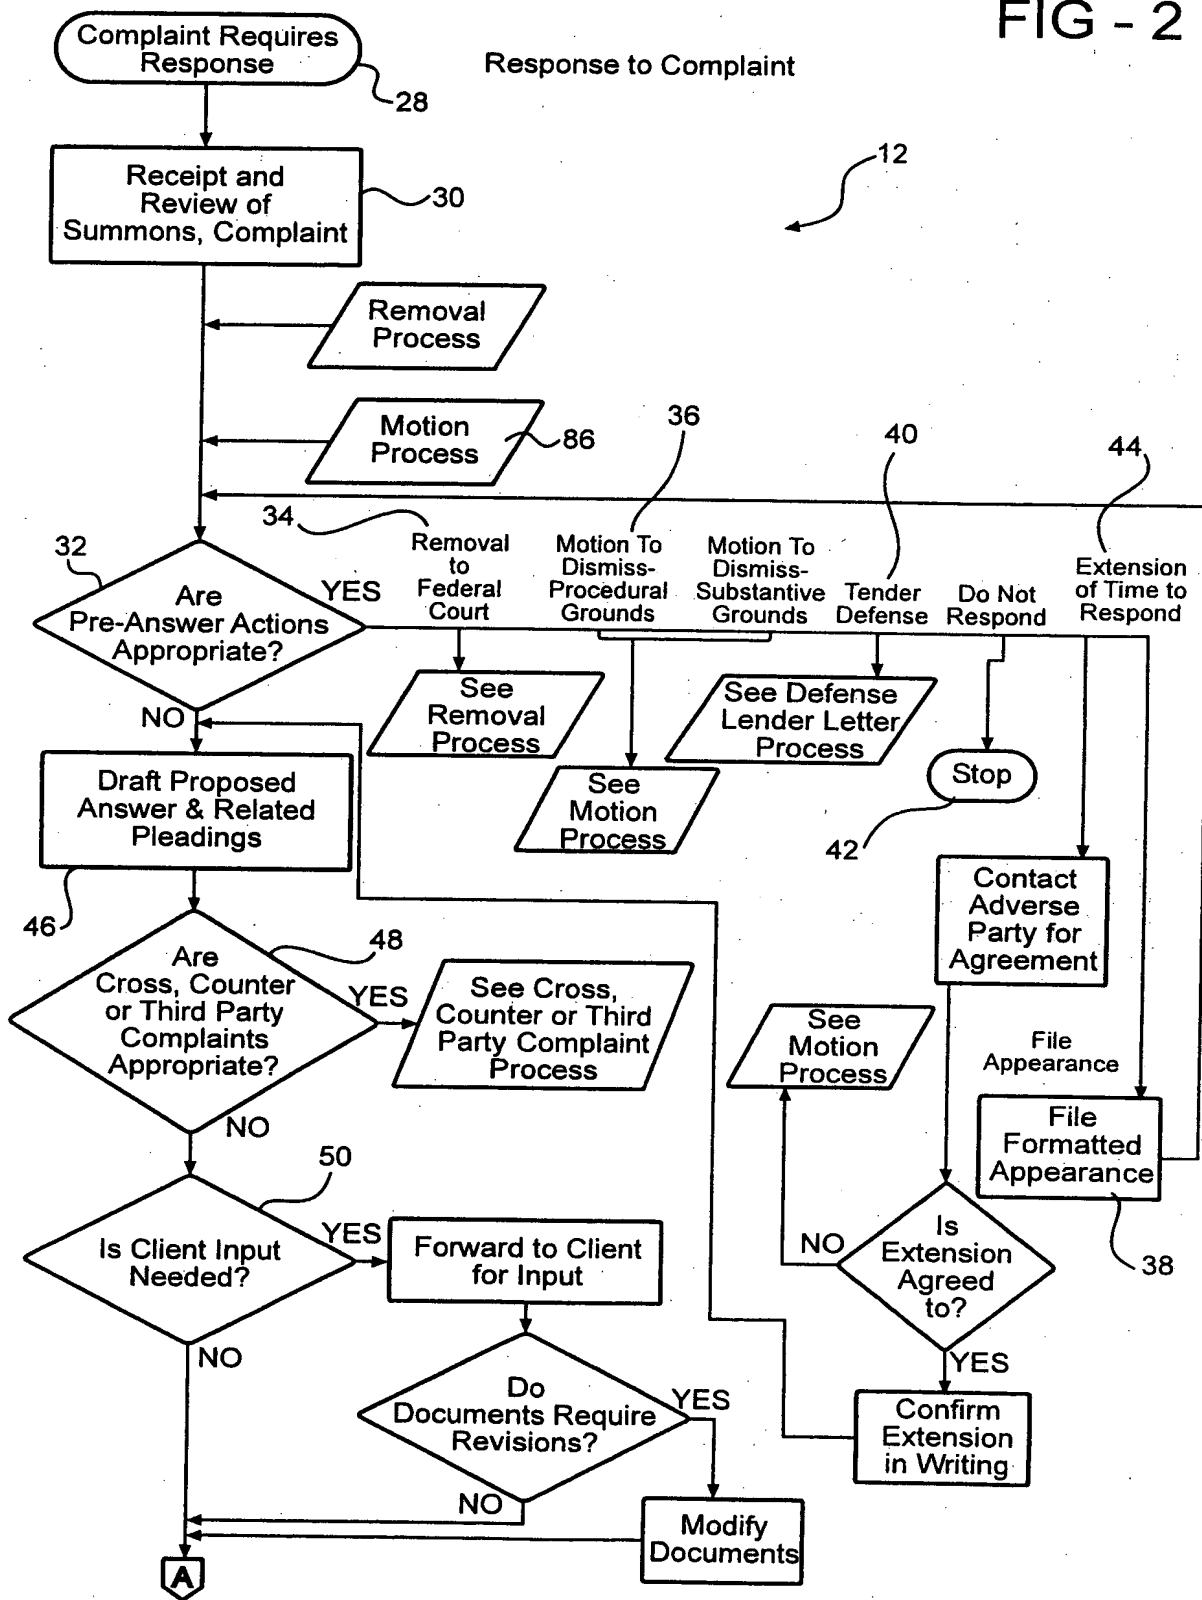 FIG - 2
Complaint Requires
Response
28
Response to Complaint
12
Receipt and
Review of
Summons, Complaint
30
Removal
Process
Motion
Process
86
36
40
44
34
32
Removal
to
Federal
Court
Motion To
Dismiss-
Procedural
Grounds
Motion To
Dismiss-
Substantive
Grounds
Tender
Defense
Do Not
Respond
Extension
of Time to
Respond
Are
Pre-Answer Actions
Appropriate?
YES
NO
See
Removal
Process
See
Motion
Process
See Defense
Lender Letter
Process
Stop
42
Draft Proposed
Answer & Related
Pleadings
46
Contact
Adverse
Party for
Agreement
Are
Cross, Counter
or Third Party
Complaints
Appropriate?
48
YES
NO
See Cross,
Counter or Third
Party Complaint
Process
See
Motion
Process
File
Appearance
File
Formatted
Appearance
38
50
Is Client Input
Needed?
YES
NO
Forward to Client
for Input
Is
Extension
Agreed
to?
NO
YES
Do
Documents Require
Revisions?
YES
NO
Confirm
Extension
in Writing
Modify
Documents
A